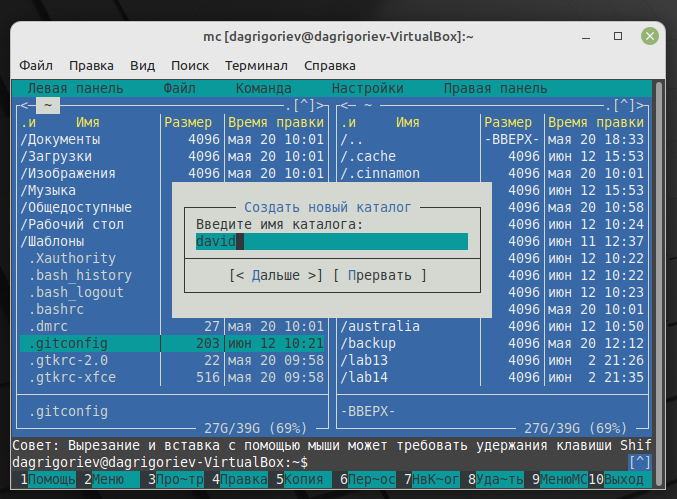 mc [dagrigoriev@dagrigoriev-VirtualBox]:~
Файл Правка Вид Поиск Терминал Справка
Левая панель Файл Команда Настройки Правая панель
<─ ~ .[^]> <─ ~ .[^]>
.и Имя Размер Время правки .и Имя Размер Время правки
/Документы 4096 мая 20 10:01 /.. -ВВЕРХ- мая 20 18:33
/Загрузки 4096 мая 20 10:01 /.cache 4096 июн 12 15:53
/Изображения 4096 мая 20 10:01 /.cinnamon 4096 мая 20 10:01
/Музыка 4096 июн 12 15:53
/Общедоступные Создать новый каталог 4096 мая 20 10:58
/Рабочий стол Введите имя каталога: 4096 июн 12 10:24
/Шаблоны david 4096 июн 11 12:37
.Xauthority 4096 июн 12 10:22
.bash_history [< Дальше >] [ Прервать ] 4096 июн 12 10:22
.bash_logout 4096 июн 12 10:23
.bashrc 4096 мая 20 10:01
.dmrc 27 мая 20 10:01 /australia 4096 июн 12 10:50
.gitconfig 203 июн 12 10:21 /backup 4096 мая 20 12:12
.gtkrc-2.0 22 мая 20 09:58 /lab13 4096 июн 2 21:26
.gtkrc-xfce 516 мая 20 09:58 /lab14 4096 июн 2 21:35
.gitconfig -ВВЕРХ-
27G/39G (69%) 27G/39G (69%)
Совет: Вырезание и вставка с помощью мыши может требовать удержания клавиши Shif
dagrigoriev@dagrigoriev-VirtualBox:~$ [^]
1Помощь 2Меню 3Про~тр 4Правка 5Копия 6Пер~ос 7НвК~ог 8Уда~ть 9МенюMC 10Выход